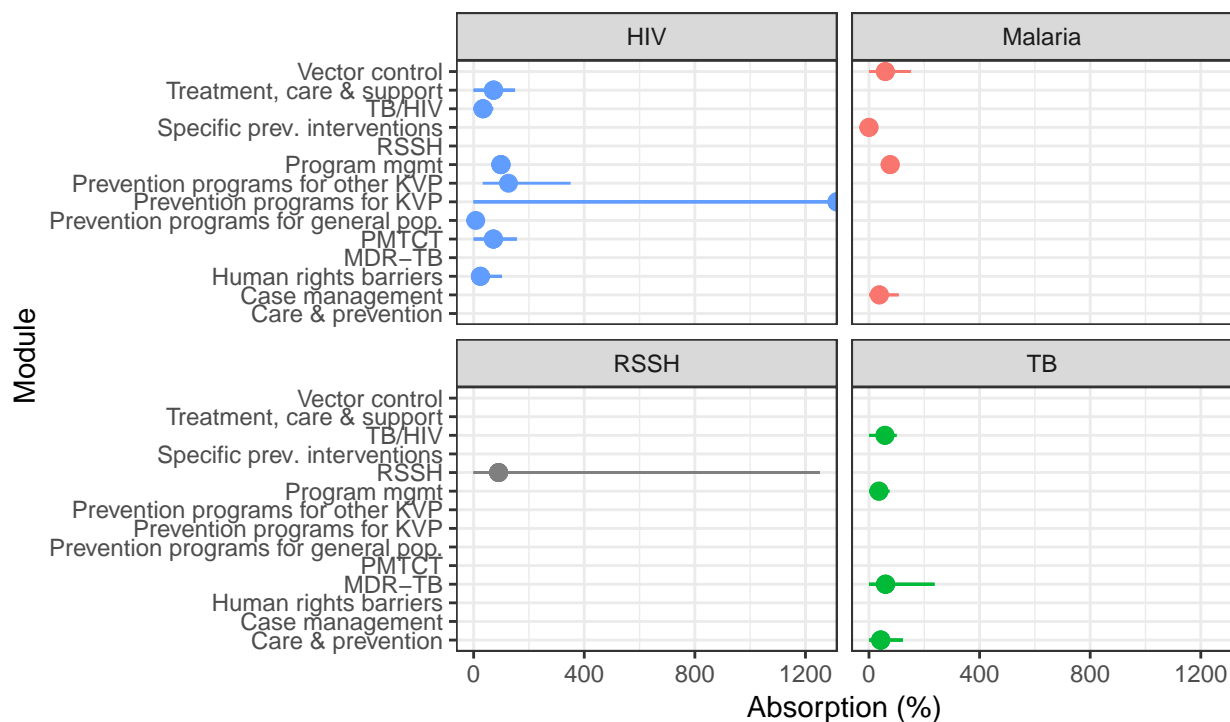 HIV
Malaria
Vector control
Treatment, care & support
TB/HIV
Specific prev. interventions
RSSH
Program mgmt
Prevention programs for other KVP
Prevention programs for KVP
Prevention programs for general pop.
PMTCT
MDR−TB
Human rights barriers
Case management
Care & prevention
Module
RSSH
TB
Vector control
Treatment, care & support
TB/HIV
Specific prev. interventions
RSSH
Program mgmt
Prevention programs for other KVP
Prevention programs for KVP
Prevention programs for general pop.
PMTCT
MDR−TB
Human rights barriers
Case management
Care & prevention
0 400 800 1200 0 400 800 1200
Absorption (%)